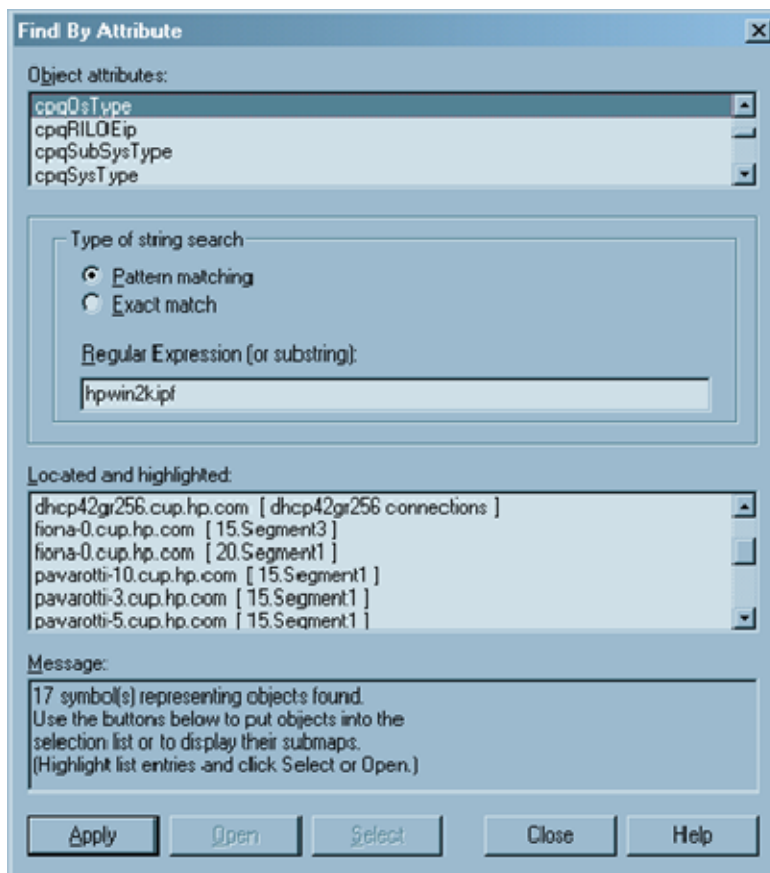 Find By Attribute
Object attributes:
cpqOsType
cpqRILOEip
cpqSubSysType
cpqSysType
Type of string search
Pattern matching
Exact match
Regular Expression (or substring):
hpwin2kipf
Located and highlighted:
dhcp42gr256.cup.hp.com [ dhcp42gr256 connections ]
fiona-0.cup.hp.com [ 15.Segment3 ]
fiona-0.cup.hp.com [ 20.Segment1 ]
pavarotti-10.cup.hp.com [ 15.Segment1 ]
pavarotti-3.cup.hp.com [ 15.Segment1 ]
pavarotti-5.cup.hp.com [ 15.Segment1 ]
Message:
17 symbol(s) representing objects found.
Use the buttons below to put objects into the
selection list or to display their submaps.
(Highlight list entries and click Select or Open.)
Apply Open Select Close Help